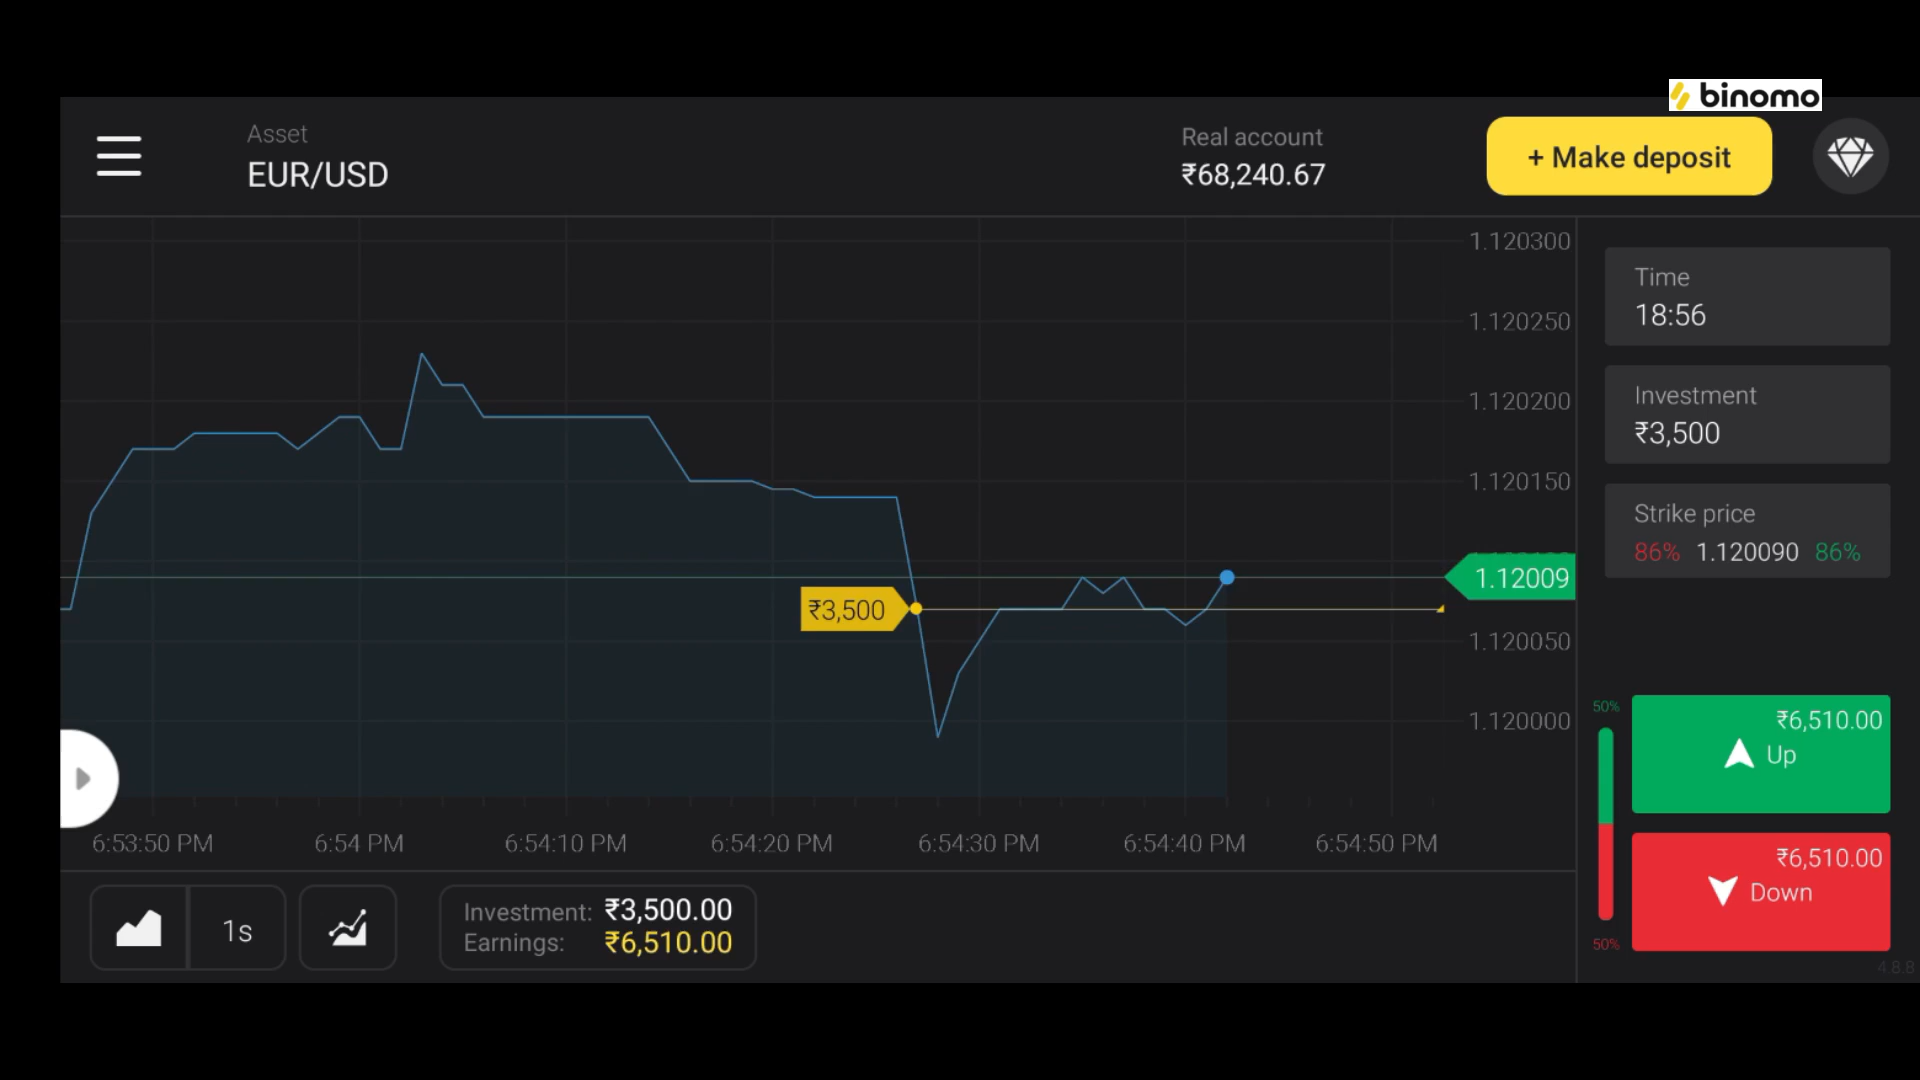 binomo
Asset
EUR/USD
Real account
₹68,240.67
+ Make deposit
1.120300
1.120250
1.120200
1.120150
1.12009
1.120050
1.120000
₹3,500
6:53:50 PM
6:54 PM
6:54:10 PM
6:54:20 PM
6:54:30 PM
6:54:40 PM
6:54:50 PM
Time
18:56
Investment
₹3,500
Strike price
86% 1.120090 86%
50%
₹6,510.00
Up
₹6,510.00
Down
50%
1s
Investment: ₹3,500.00
Earnings: ₹6,510.00
4.8.8